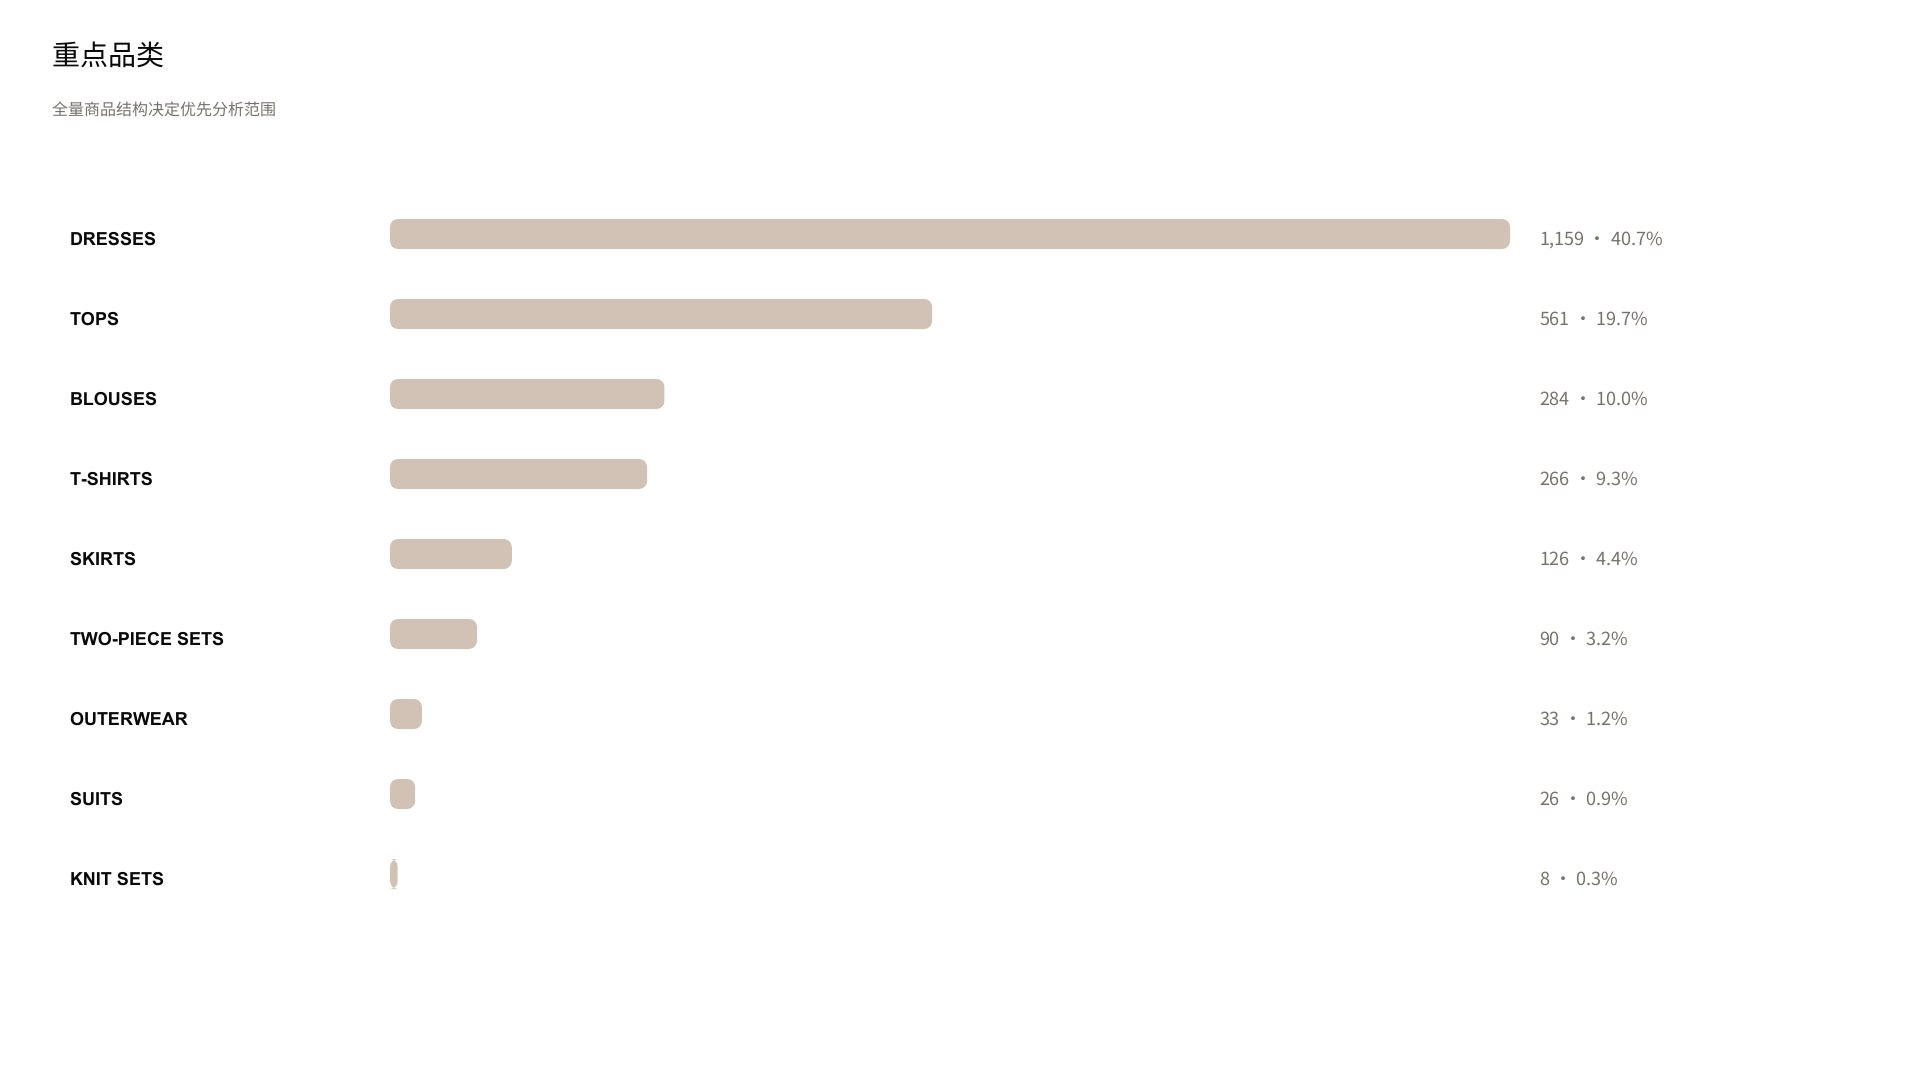 重点品类
全量商品结构决定优先分析范围
DRESSES 1,159 · 40.7%
TOPS 561 · 19.7%
BLOUSES 284 · 10.0%
T-SHIRTS 266 · 9.3%
SKIRTS 126 · 4.4%
TWO-PIECE SETS 90 · 3.2%
OUTERWEAR 33 · 1.2%
SUITS 26 · 0.9%
KNIT SETS 8 · 0.3%